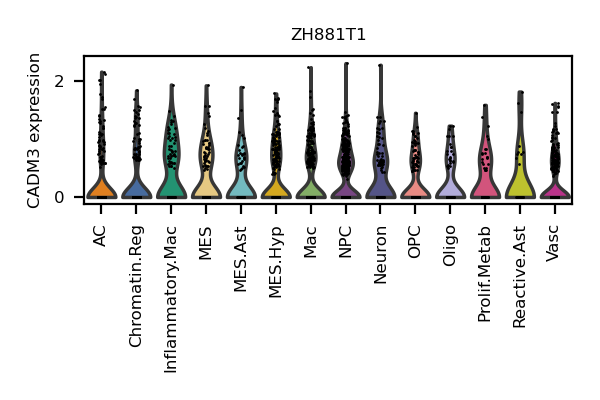 ZH881T1
CADM3 expression
2
0
AC
Chromatin.Reg
Inflammatory.Mac
MES
MES.Ast
MES.Hyp
Mac
NPC
Neuron
OPC
Oligo
Prolif.Metab
Reactive.Ast
Vasc